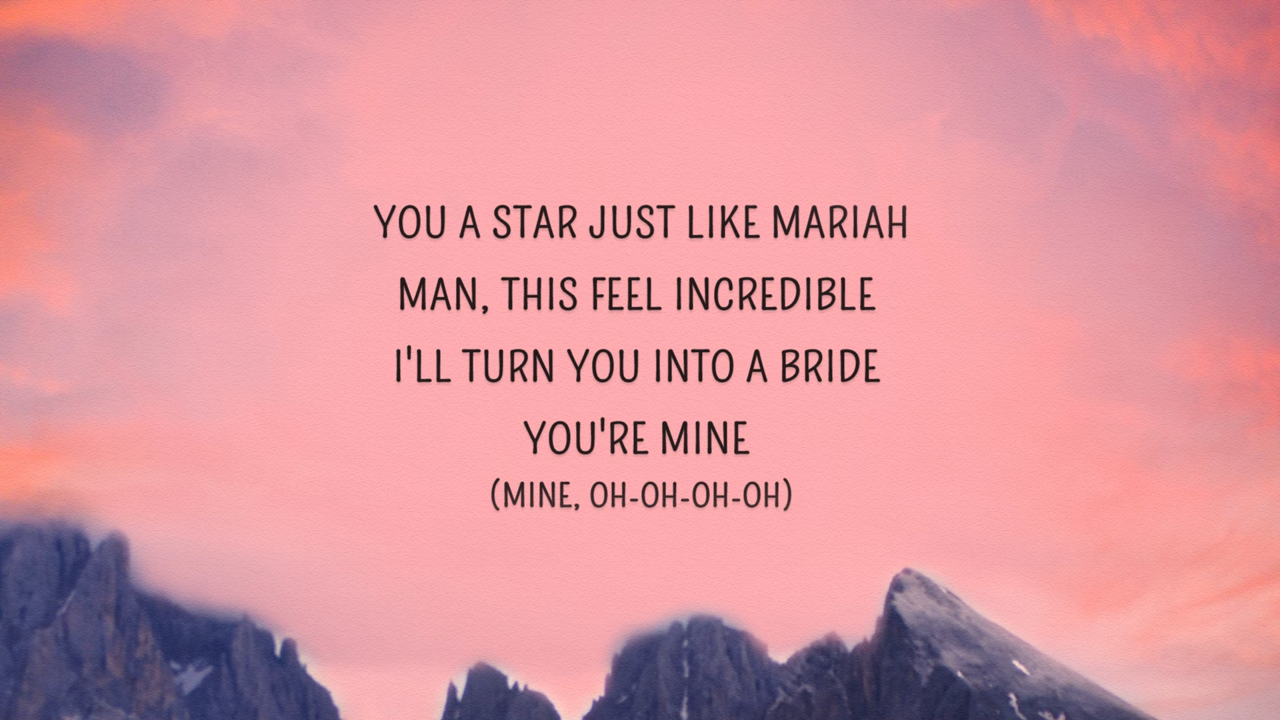 YOU A STAR JUST LIKE MARIAH
MAN, THIS FEEL INCREDIBLE
I'LL TURN YOU INTO A BRIDE
YOU'RE MINE
(MINE, OH-OH-OH-OH)